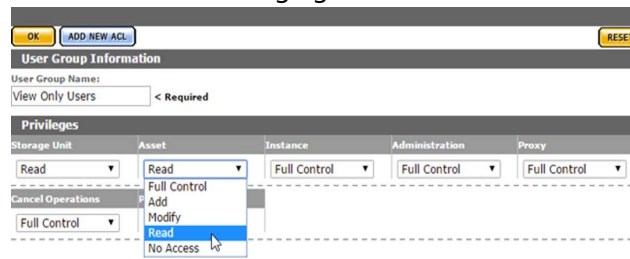 OK ADD NEW ACL RESET
User Group Information
User Group Name:
View Only Users < Required
Privileges
Storage Unit Asset Instance Administration Proxy
Read Read Full Control Full Control Full Control
Full Control
Cancel Operations
Add
Full Control Modify
Read
No Access